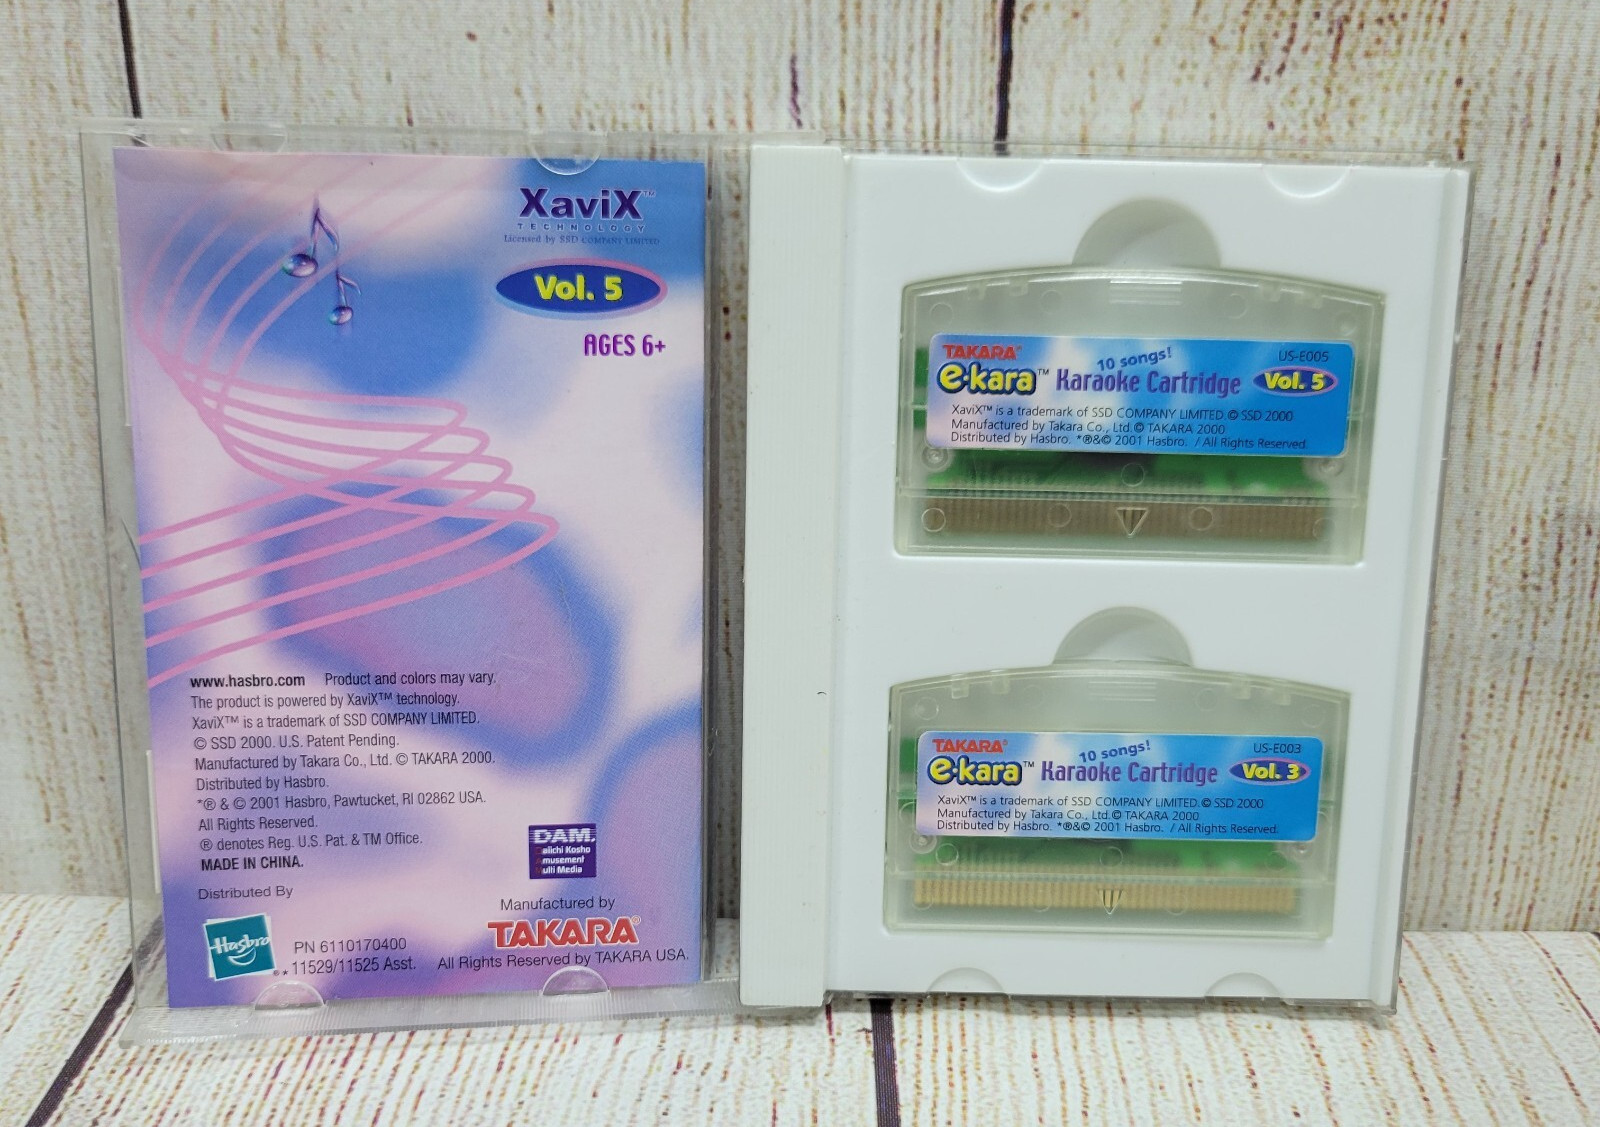 XaviX™
TECHNOLOGY
Licensed by SSD COMPANY LIMITED
Vol. 5
AGES 6+
www.hasbro.com Product and colors may vary.
The product is powered by XaviX™ technology.
XaviX™ is a trademark of SSD COMPANY LIMITED.
© SSD 2000. U.S. Patent Pending.
Manufactured by Takara Co., Ltd. © TAKARA 2000.
Distributed by Hasbro.
*® & © 2001 Hasbro, Pawtucket, RI 02862 USA.
All Rights Reserved.
® denotes Reg. U.S. Pat. & TM Office.
MADE IN CHINA.
Distributed By
Hasbro
PN 6110170400
11529/11525 Asst.
DAM.
Daiichi Kosho
Amusement
Multi Media
Manufactured by
TAKARA®
All Rights Reserved by TAKARA USA.
TAKARA® 10 songs! US-E005
e·kara™ Karaoke Cartridge Vol. 5
XaviX™ is a trademark of SSD COMPANY LIMITED. © SSD 2000
Manufactured by Takara Co., Ltd. © TAKARA 2000
Distributed by Hasbro. *®&© 2001 Hasbro. / All Rights Reserved.
TAKARA® 10 songs! US-E003
e·kara™ Karaoke Cartridge Vol. 3
XaviX™ is a trademark of SSD COMPANY LIMITED. © SSD 2000
Manufactured by Takara Co., Ltd. © TAKARA 2000
Distributed by Hasbro. *®&© 2001 Hasbro. / All Rights Reserved.